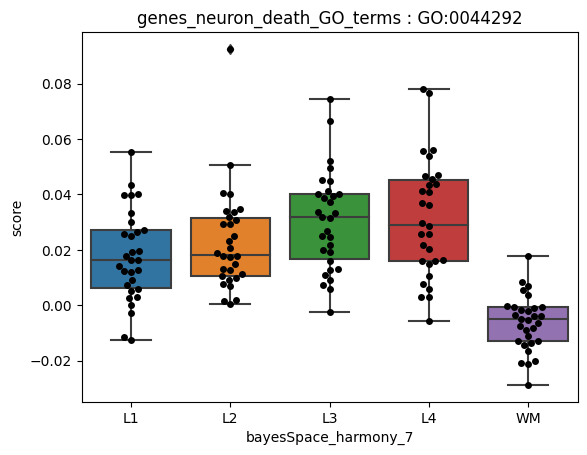 genes_neuron_death_GO_terms : GO:0044292
score
0.08
0.06
0.04
0.02
0.00
−0.02
L1 L2 L3 L4 WM
bayesSpace_harmony_7